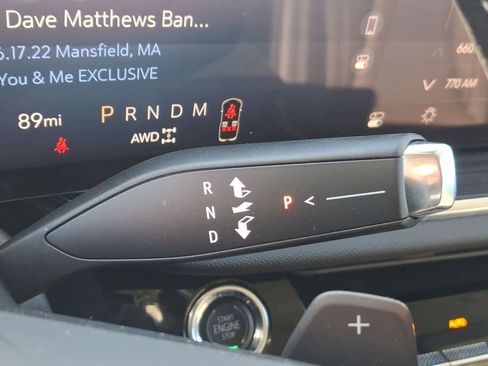 Dave Matthews Ban...
6.17.22 Mansfield, MA
You & Me EXCLUSIVE
660
770 AM
89mi
P R N D M
AWD
R
N P <
D
START
ENGINE
STOP
+